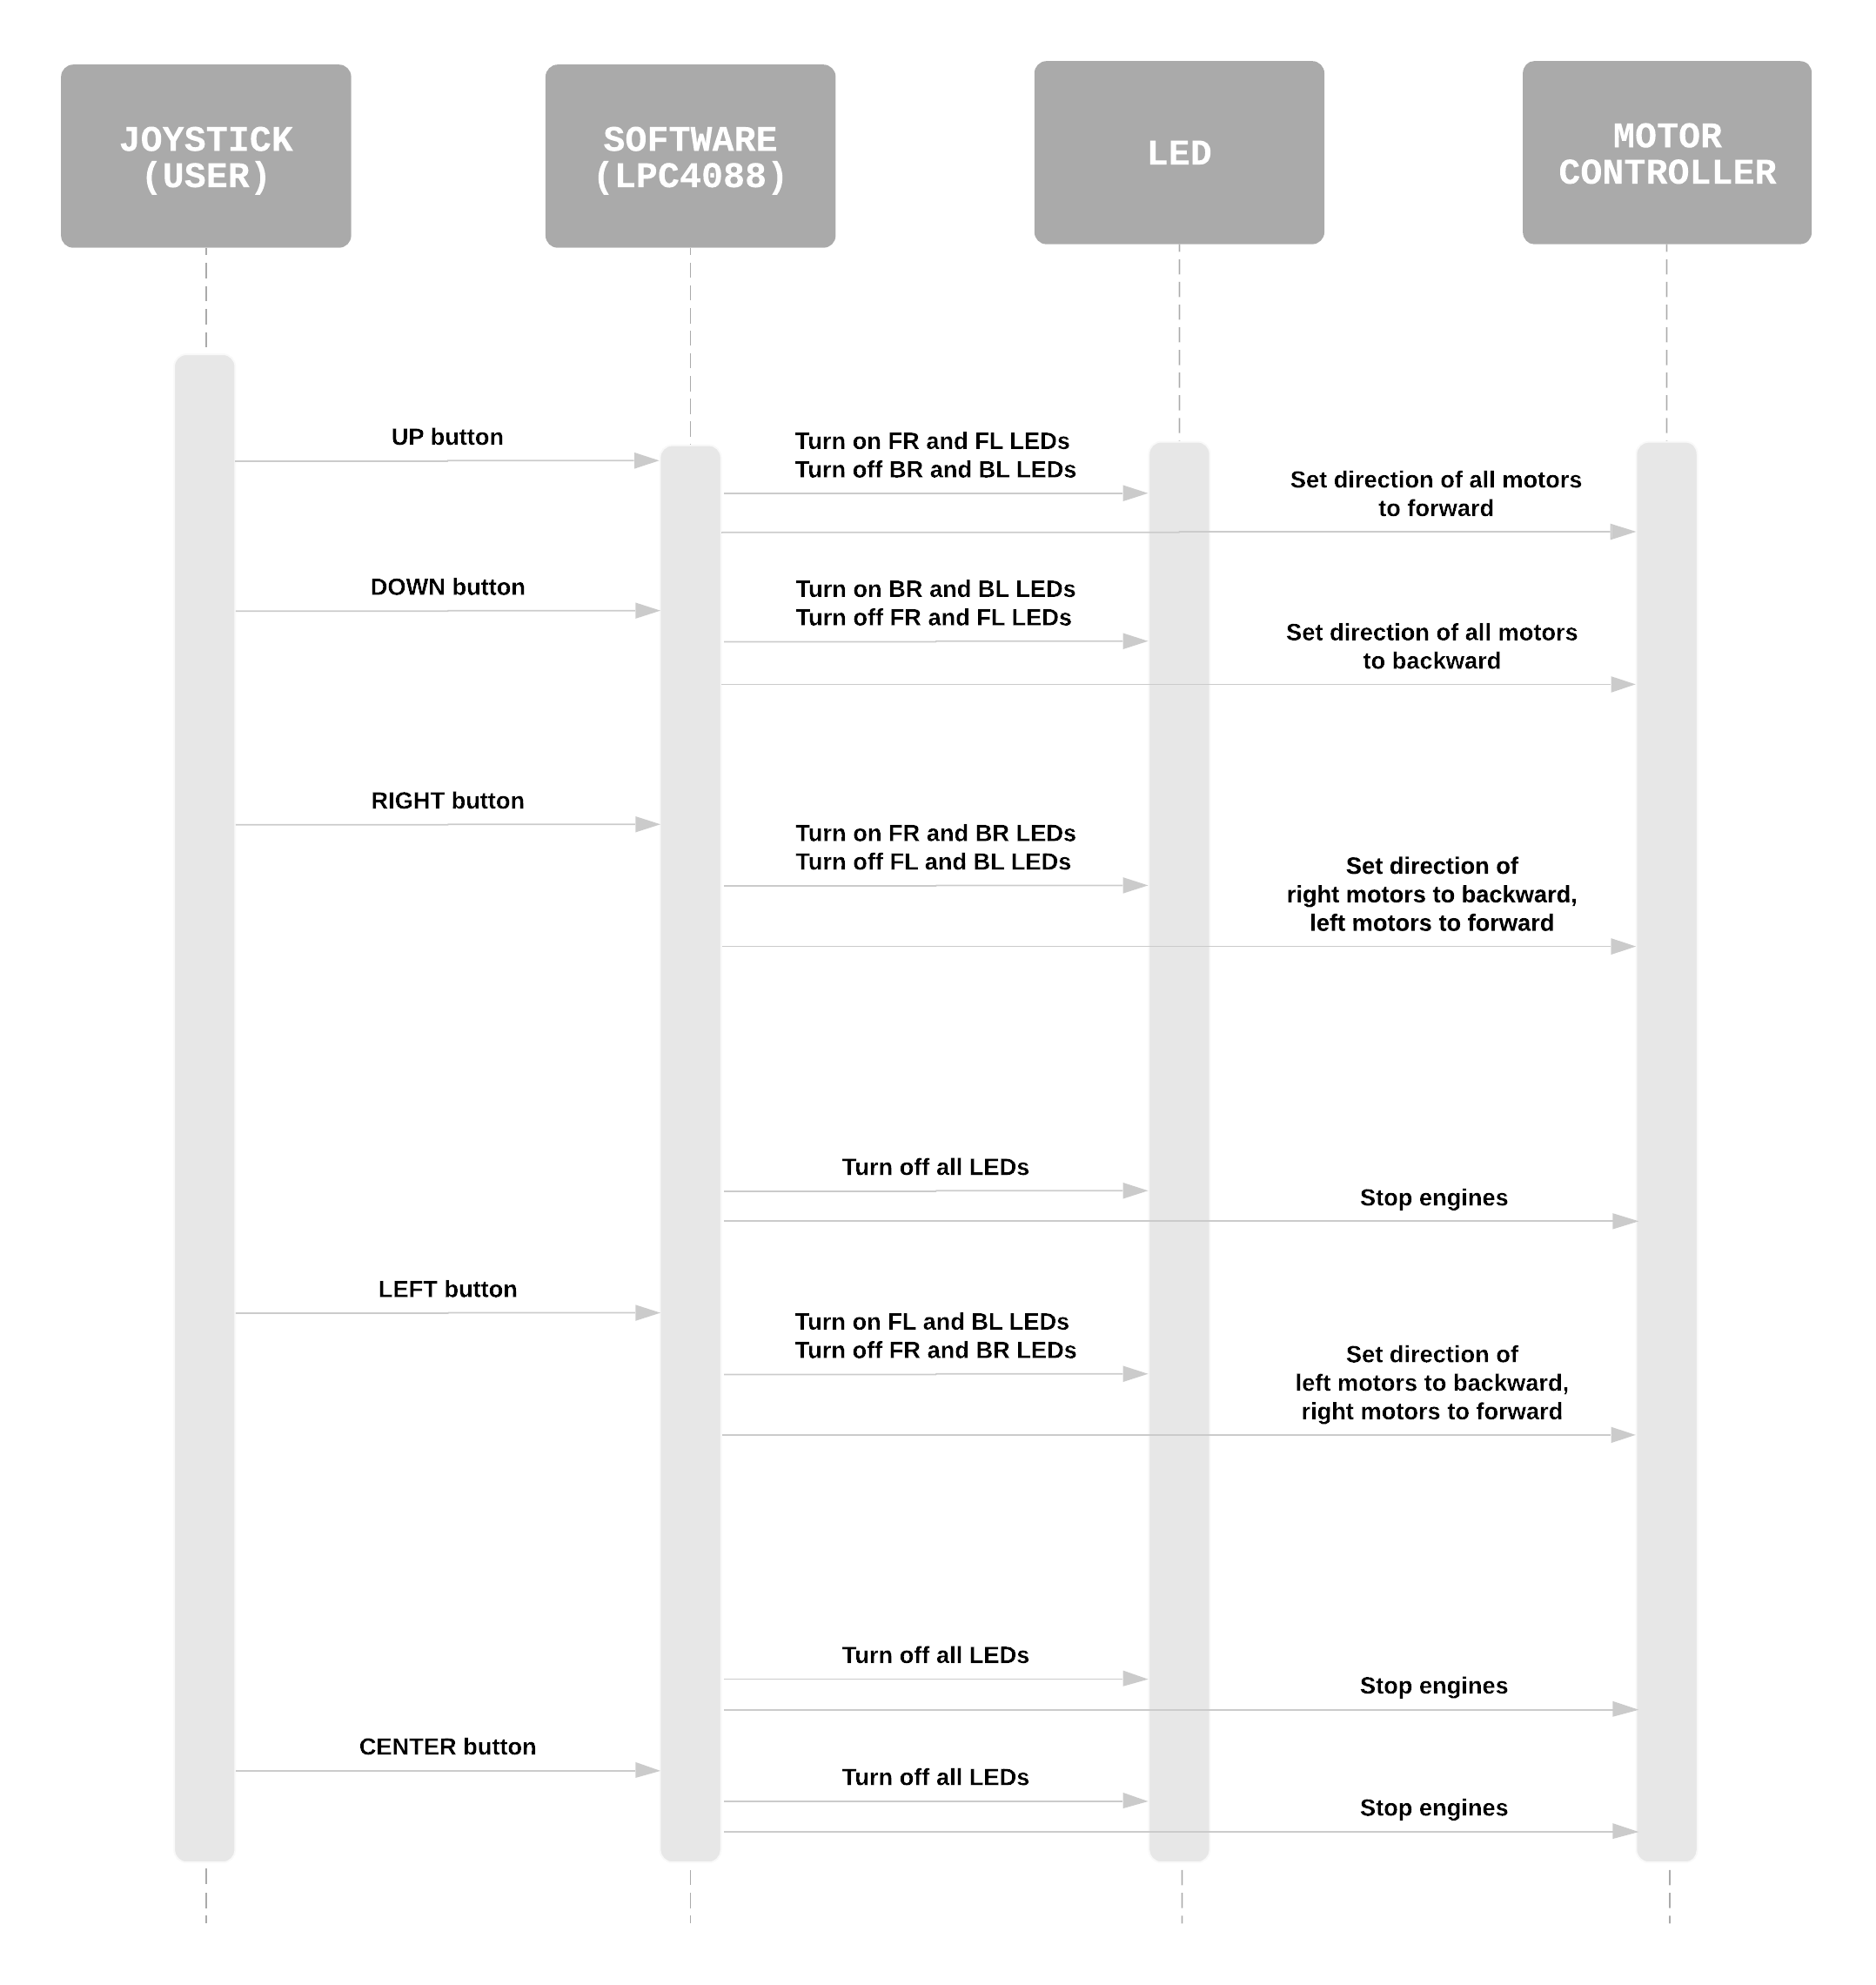 JOYSTICK
(USER)
SOFTWARE
(LPC4088)
LED
MOTOR
CONTROLLER
UP button
Turn on FR and FL LEDs
Turn off BR and BL LEDs
Set direction of all motors
to forward
DOWN button
Turn on BR and BL LEDs
Turn off FR and FL LEDs
Set direction of all motors
to backward
RIGHT button
Turn on FR and BR LEDs
Turn off FL and BL LEDs
Set direction of
right motors to backward,
left motors to forward
Turn off all LEDs
Stop engines
LEFT button
Turn on FL and BL LEDs
Turn off FR and BR LEDs
Set direction of
left motors to backward,
right motors to forward
Turn off all LEDs
Stop engines
CENTER button
Turn off all LEDs
Stop engines